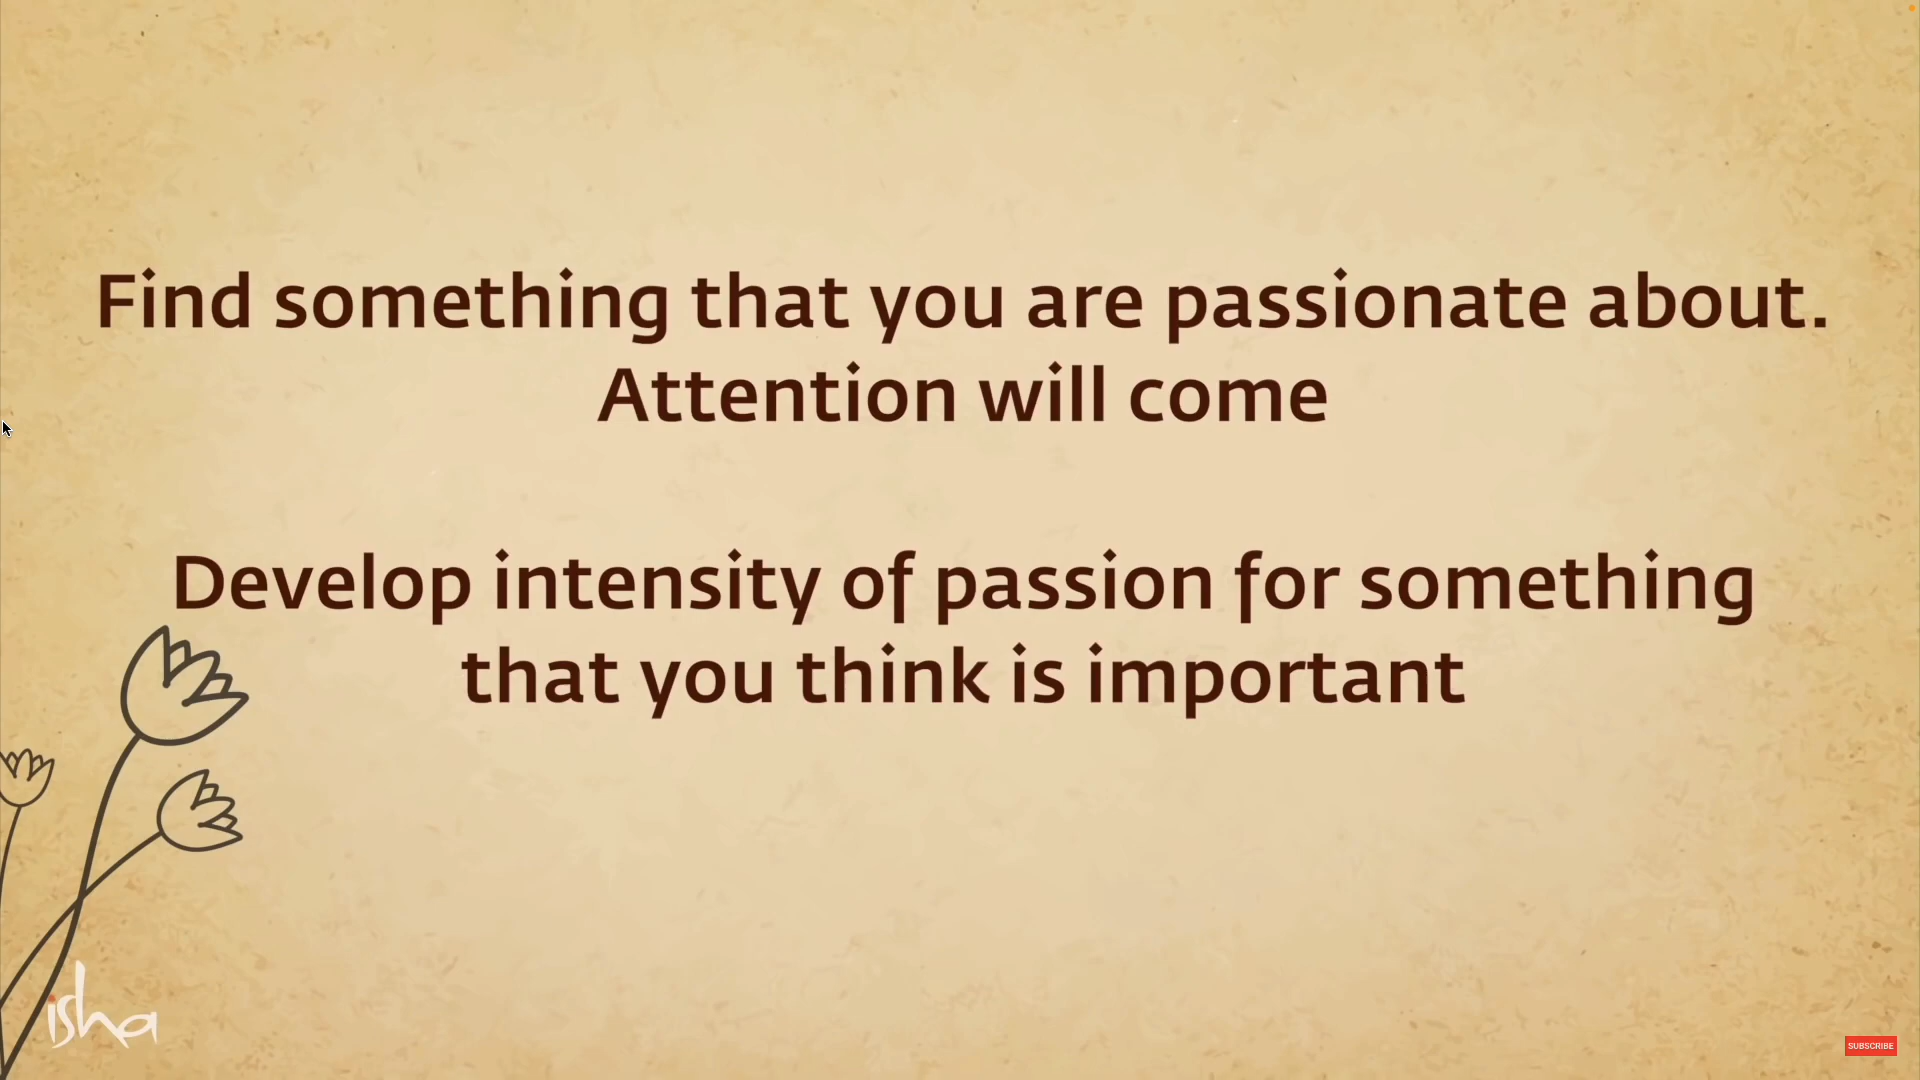 Find something that you are passionate about.
Attention will come
Develop intensity of passion for something
that you think is important
isha
SUBSCRIBE